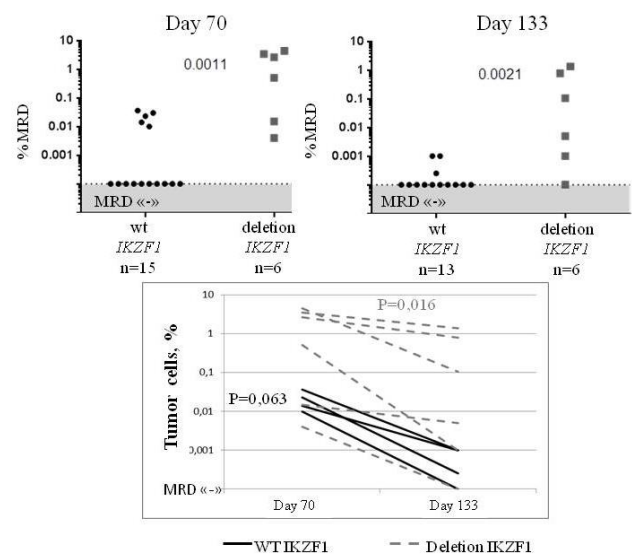 Day 70
Day 133
%MRD
10
1
0.1
0.01
0.001
0.0011
MRD «-»
wt
IKZF1
n=15
deletion
IKZF1
n=6
%MRD
10
1
0.1
0.01
0.001
0.0021
MRD «-»
wt
IKZF1
n=13
deletion
IKZF1
n=6
Tumor cells, %
10
1
0,1
0,01
0,001
MRD «-»
P=0,016
P=0,063
Day 70
Day 133
WT IKZF1
Deletion IKZF1